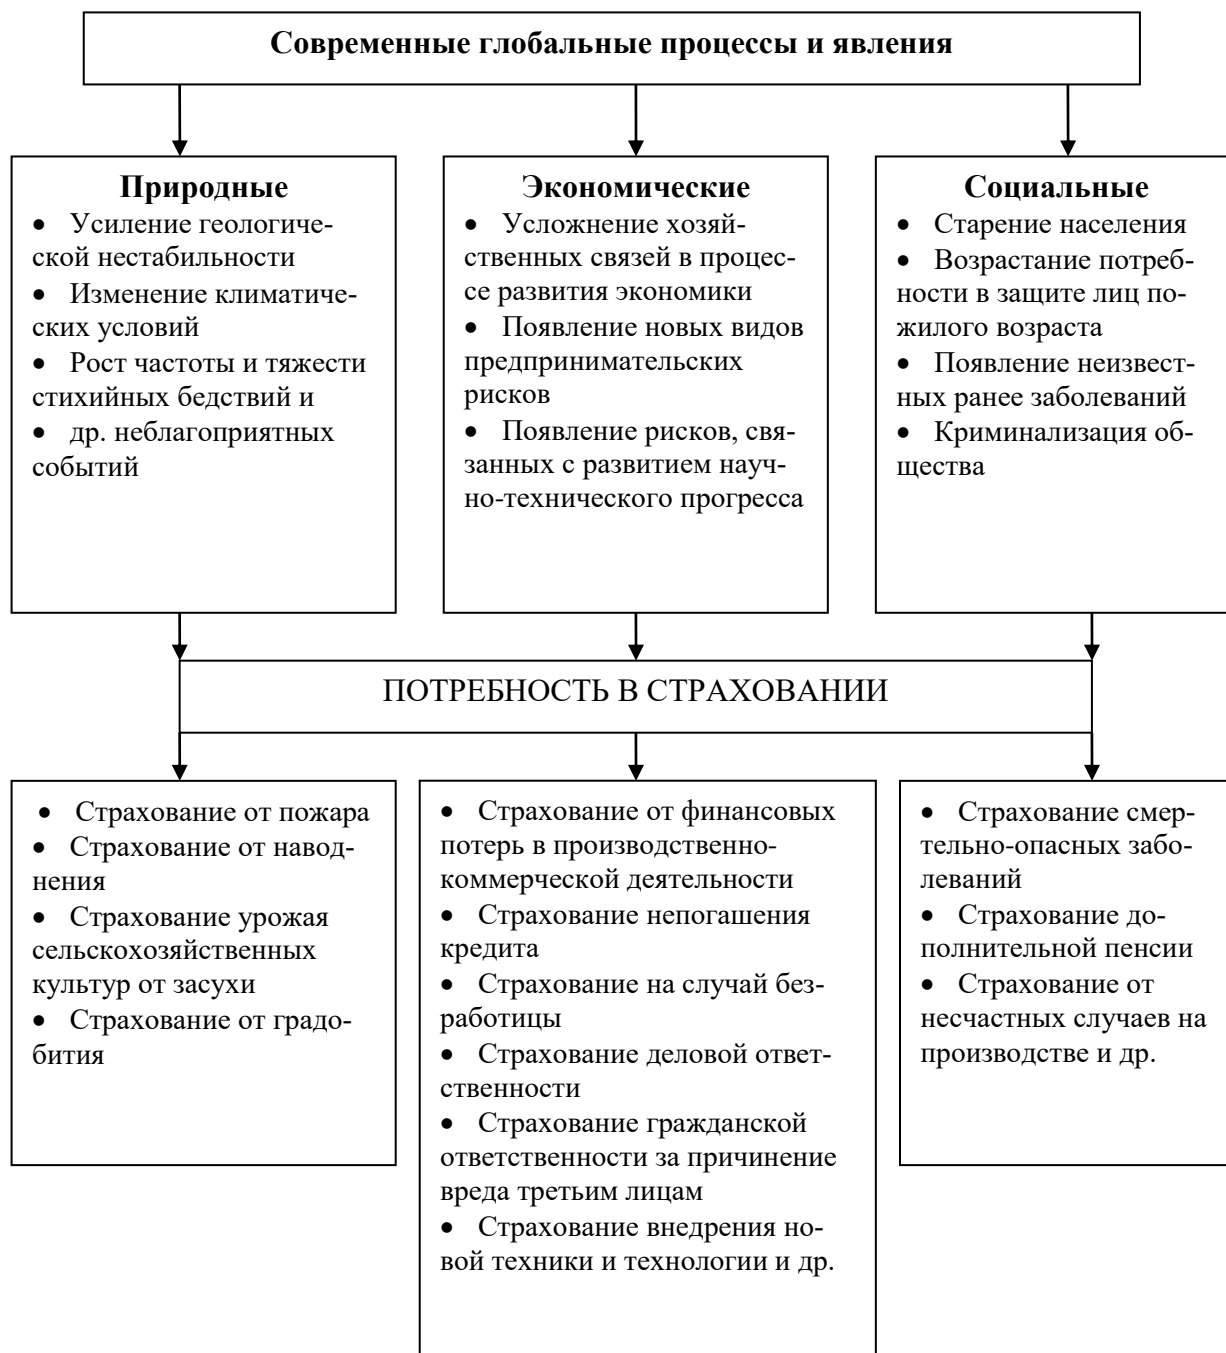 Современные глобальные процессы и явления
Природные
• Усиление геологиче-
ской нестабильности
• Изменение климатиче-
ских условий
• Рост частоты и тяжести
стихийных бедствий и
• др. неблагоприятных
событий
Экономические
• Усложнение хозяй-
ственных связей в процес-
се развития экономики
• Появление новых видов
предпринимательских
рисков
• Появление рисков, свя-
занных с развитием науч-
но-технического прогресса
Социальные
• Старение населения
• Возрастание потреб-
ности в защите лиц по-
жилого возраста
• Появление неизвест-
ных ранее заболеваний
• Криминализация об-
щества
ПОТРЕБНОСТЬ В СТРАХОВАНИИ
• Страхование от пожара
• Страхование от навод-
нения
• Страхование урожая
сельскохозяйственных
культур от засухи
• Страхование от градо-
бития
• Страхование от финансовых
потерь в производственно-
коммерческой деятельности
• Страхование непогашения
кредита
• Страхование на случай без-
работицы
• Страхование деловой ответ-
ственности
• Страхование гражданской
ответственности за причинение
вреда третьим лицам
• Страхование внедрения но-
вой техники и технологии и др.
• Страхование смер-
тельно-опасных забо-
леваний
• Страхование до-
полнительной пенсии
• Страхование от
несчастных случаев на
производстве и др.